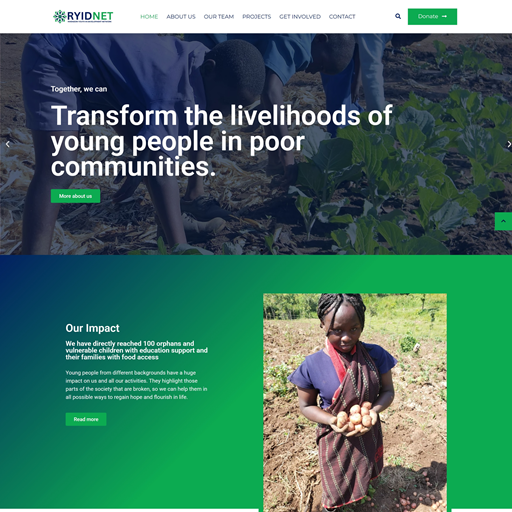 RYIDNET
HOME ABOUT US OUR TEAM PROJECTS GET INVOLVED CONTACT
Donate
Together, we can
Transform the livelihoods of
young people in poor
communities.
More about us
Our Impact
We have directly reached 100 orphans and
vulnerable children with education support and
their families with food access
Young people from different backgrounds have a huge
impact on us and all our activities. They highlight those
parts of the society that are broken, so we can help them in
all possible ways to regain hope and flourish in life.
Read more